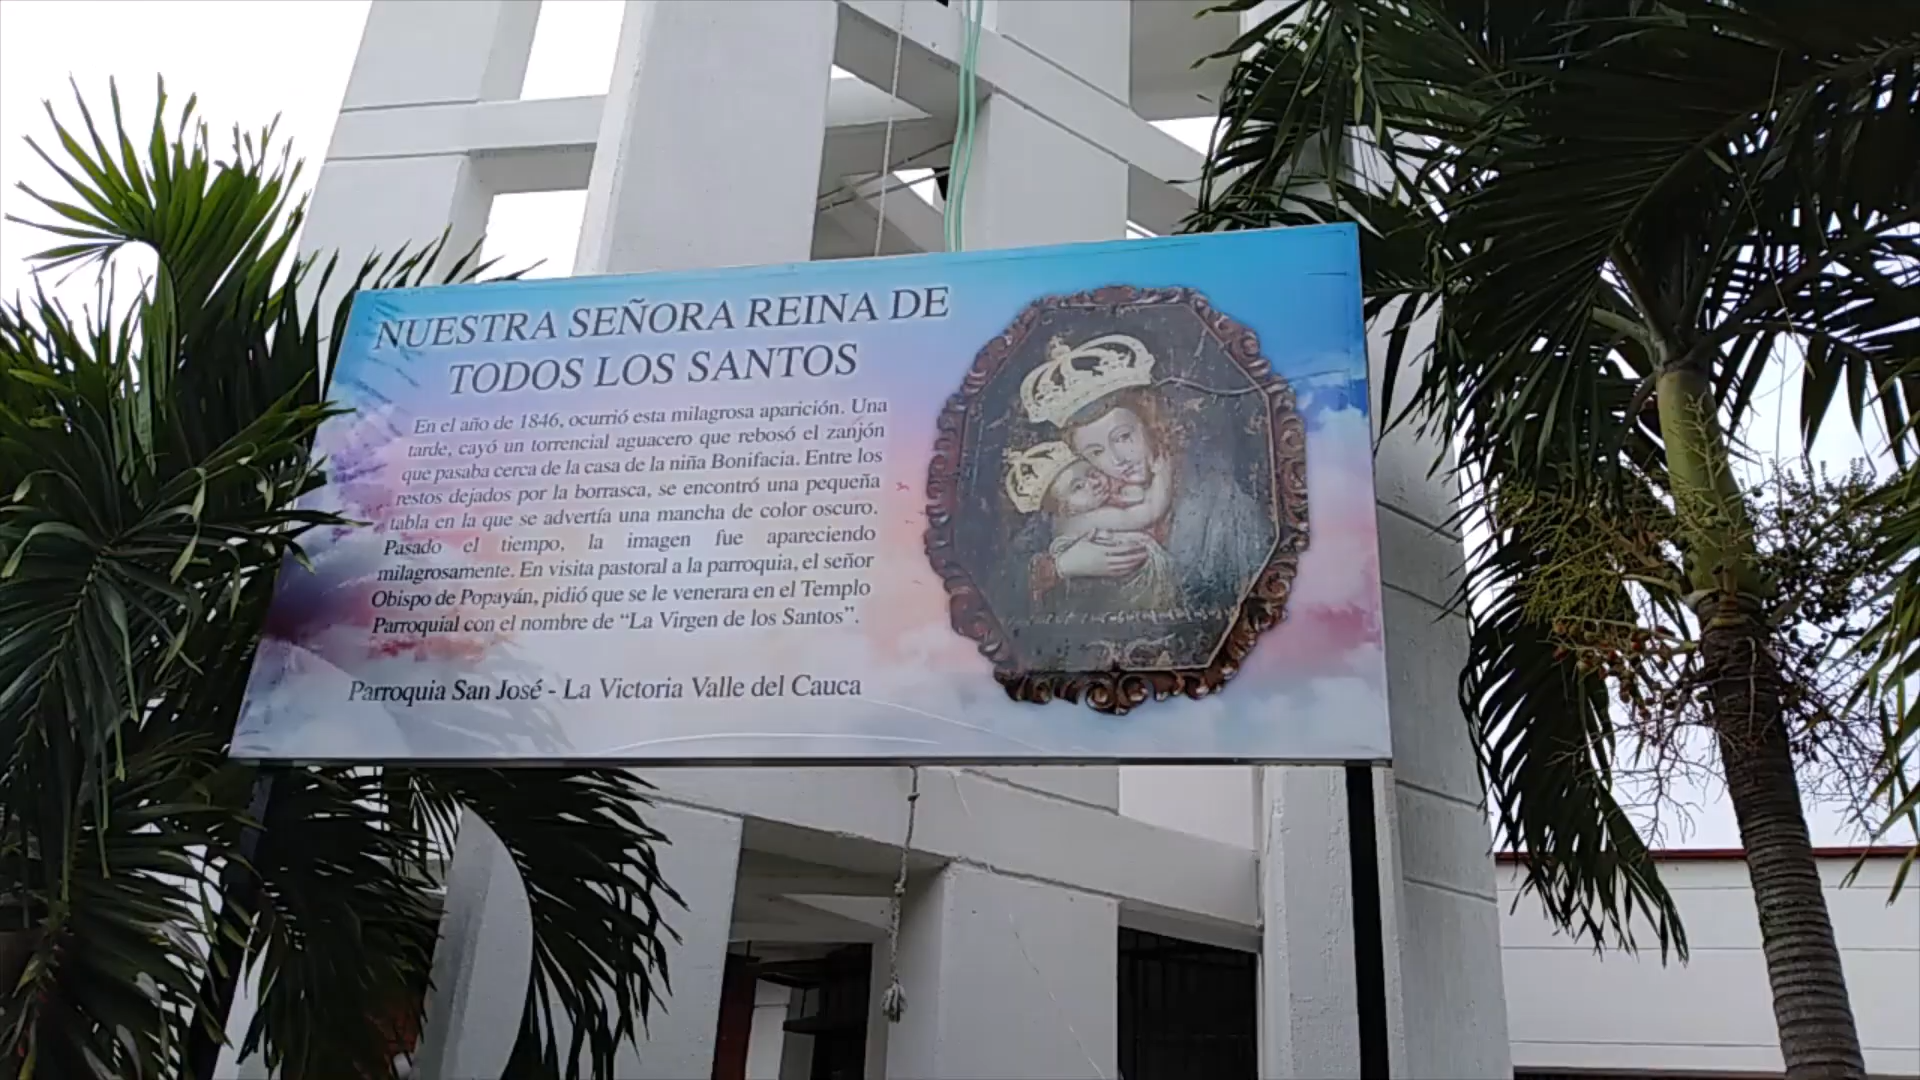 NUESTRA SEÑORA REINA DE
TODOS LOS SANTOS
En el año de 1846, ocurrió esta milagrosa aparición. Una
tarde, cayó un torrencial aguacero que rebosó el zanjón
que pasaba cerca de la casa de la niña Bonifacia. Entre los
restos dejados por la borrasca, se encontró una pequeña
tabla en la que se advertía una mancha de color oscuro.
Pasado el tiempo, la imagen fue apareciendo
milagrosamente. En visita pastoral a la parroquia, el señor
Obispo de Popayán, pidió que se le venerara en el Templo
Parroquial con el nombre de “La Virgen de los Santos”.
Parroquia San José - La Victoria Valle del Cauca